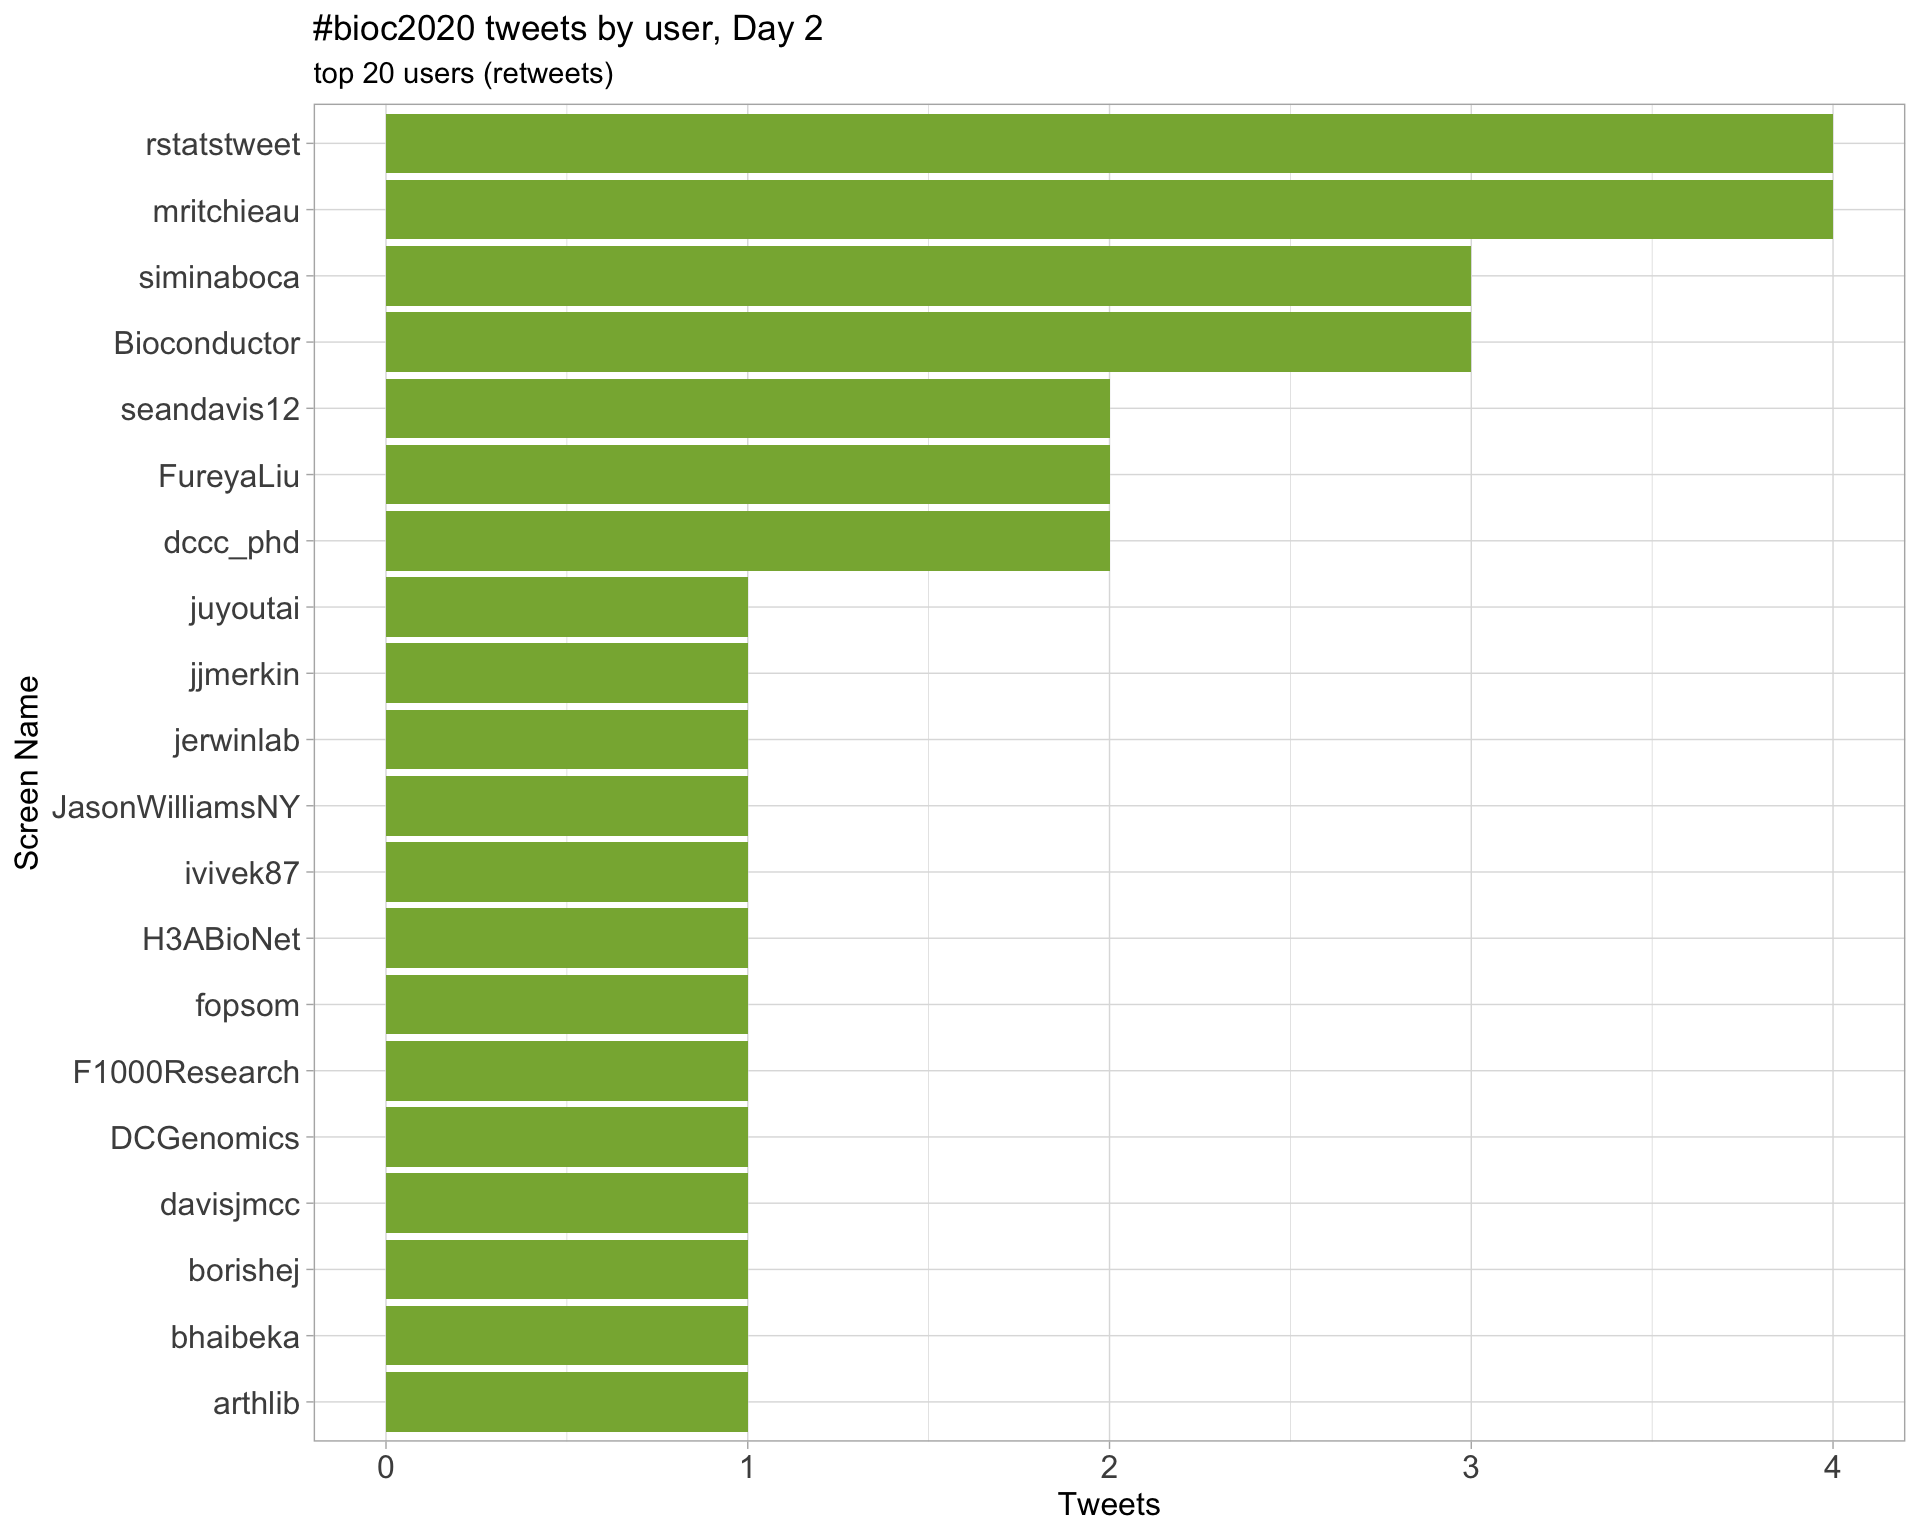 #bioc2020 tweets by user, Day 2
top 20 users (retweets)
rstatstweet
mritchieau
siminaboca
Bioconductor
seandavis12
FureyaLiu
dccc_phd
juyoutai
jjmerkin
jerwinlab
JasonWilliamsNY
ivivek87
H3ABioNet
fopsom
F1000Research
DCGenomics
davisjmcc
borishej
bhaibeka
arthlib
Screen Name
0 1 2 3 4
Tweets